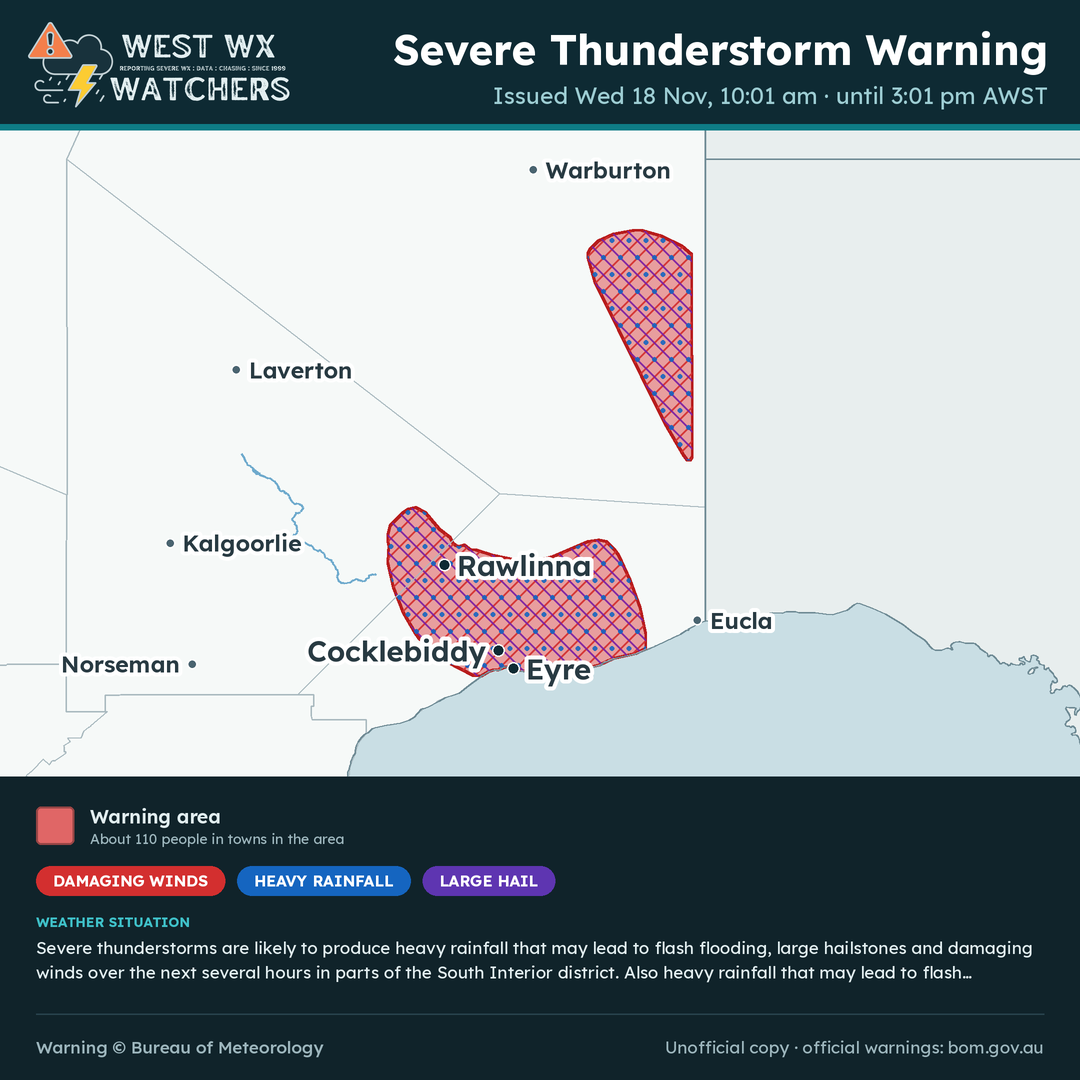 WEST WX
REPORTING SEVERE WX : DATA : CHASING : SINCE 1999
WATCHERS
Severe Thunderstorm Warning
Issued Wed 18 Nov, 10:01 am · until 3:01 pm AWST
Warburton
Laverton
Kalgoorlie
Rawlinna
Eucla
Cocklebiddy
Norseman
Eyre
Warning area
About 110 people in towns in the area
DAMAGING WINDS HEAVY RAINFALL LARGE HAIL
WEATHER SITUATION
Severe thunderstorms are likely to produce heavy rainfall that may lead to flash flooding, large hailstones and damaging
winds over the next several hours in parts of the South Interior district. Also heavy rainfall that may lead to flash…
Warning © Bureau of Meteorology
Unofficial copy · official warnings: bom.gov.au